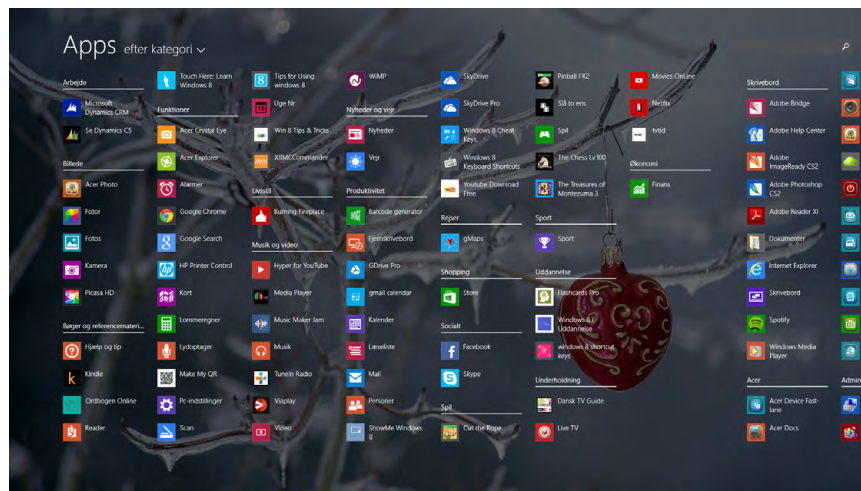 Apps efter kategori
Arbejde
Microsoft
Dynamics CRM
Se Dynamics C5
Billede
Acer Photo
Fotor
Fotos
Kamera
Picasa HD
Bøger og referencemateri...
Hjælp og tip
Kindle
Ordbogen Online
Reader
Touch Here: Learn
Windows 8
Funktioner
Acer Crystal Eye
Acer Explorer
Alarmer
Google Chrome
Google Search
HP Printer Control
Kort
Lommeregner
Lydoptager
Make My QR
Pc-indstillinger
Scan
Tips for Using
windows 8
Uge Nr
Win 8 Tips & Tricks
XBMCCommander
Livsstil
Burning Fireplace
Musik og video
Hyper for YouTube
Media Player
Music Maker Jam
Musik
TuneIn Radio
Viaplay
Video
WiMP
Nyheder og vejr
Nyheder
Vejr
Produktivitet
Barcode generator
Fjernskrivebord
GDrive Pro
gmail calendar
Kalender
Læseliste
Mail
Personer
ShowMe Windows
8
SkyDrive
SkyDrive Pro
Windows 8 Cheat
Keys
Windows 8
Keyboard Shortcuts
Youtube Download
Free
Rejser
gMaps
Shopping
Store
Socialt
Facebook
Skype
Spil
Cut the Rope
Pinball FX2
Slå to ens
Spil
The Chess Lv.100
The Treasures of
Montezuma 3
Sport
Sport
Uddannelse
Flashcards Pro
Windows 8 i
Uddannelse
windows 8 shortcut
keys
Underholdning
Dansk TV Guide
Live TV
Movies OnLine
Netflix
tvtid
Økonomi
Finans
Skrivebord
Adobe Bridge
Adobe Help Center
Adobe
ImageReady CS2
Adobe Photoshop
CS2
Adobe Reader XI
Dokumenter
Internet Explorer
Skrivebord
Spotify
Windows Media
Player
Acer
Acer Device Fast-
lane
Acer Docs
Admin